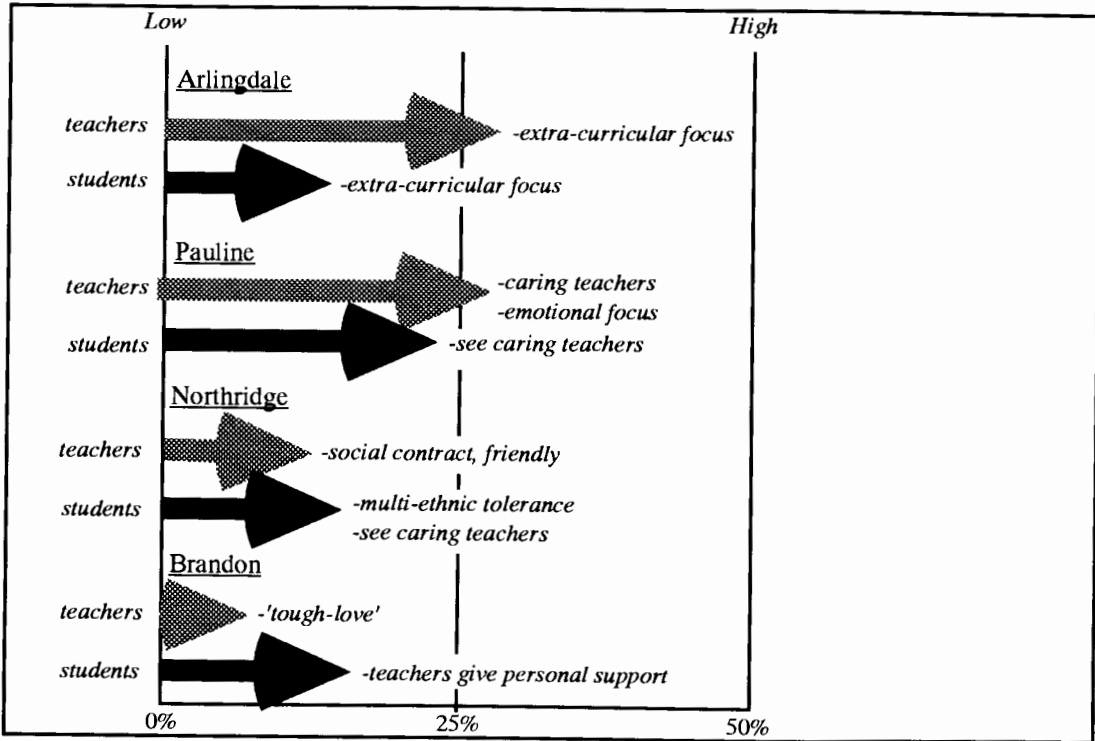 Low High
Arlingdale
teachers -extra-curricular focus
students -extra-curricular focus
Pauline
teachers -caring teachers
-emotional focus
students -see caring teachers
Northridge
teachers -social contract, friendly
students -multi-ethnic tolerance
-see caring teachers
Brandon
teachers -'tough-love'
students -teachers give personal support
0% 25% 50%